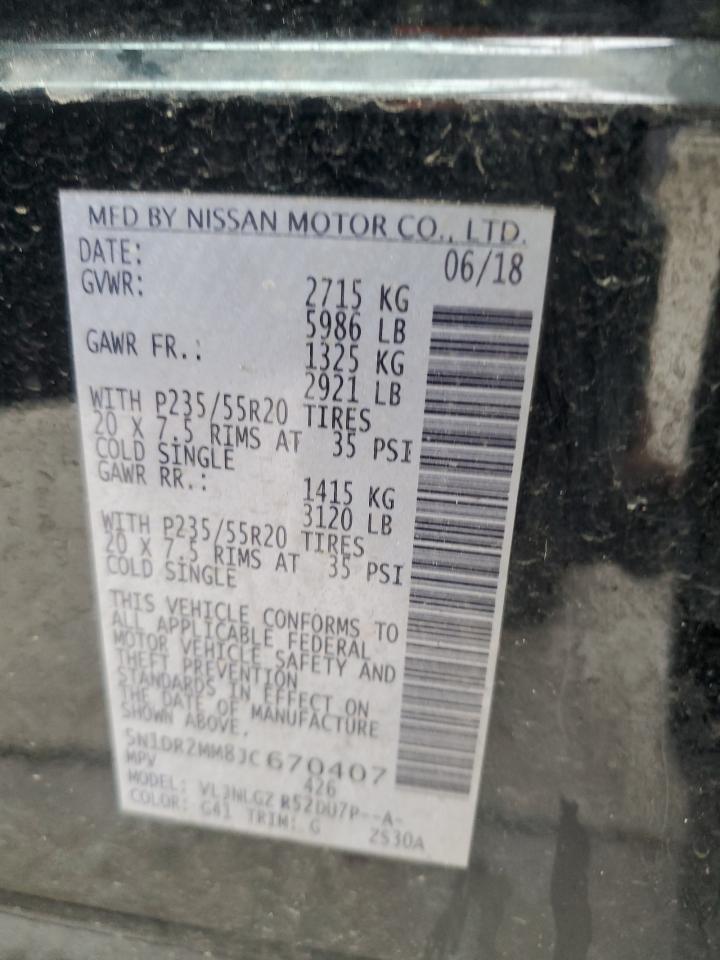 MFD BY NISSAN MOTOR CO., LTD.
DATE: 06/18
GVWR: 2715 KG
5986 LB
GAWR FR.: 1325 KG
2921 LB
WITH P235/55R20 TIRES
20 X 7.5 RIMS AT 35 PSI
COLD SINGLE
GAWR RR.: 1415 KG
3120 LB
WITH P235/55R20 TIRES
20 X 7.5 RIMS AT 35 PSI
COLD SINGLE
THIS VEHICLE CONFORMS TO
ALL APPLICABLE FEDERAL
MOTOR VEHICLE SAFETY AND
THEFT PREVENTION
STANDARDS IN EFFECT ON
THE DATE OF MANUFACTURE
SHOWN ABOVE.
5N1DR2MM8JC670407
MPV 426
MODEL: VL3NLGZ R52DU7P--A-
COLOR: G41 TRIM: G ZS30A